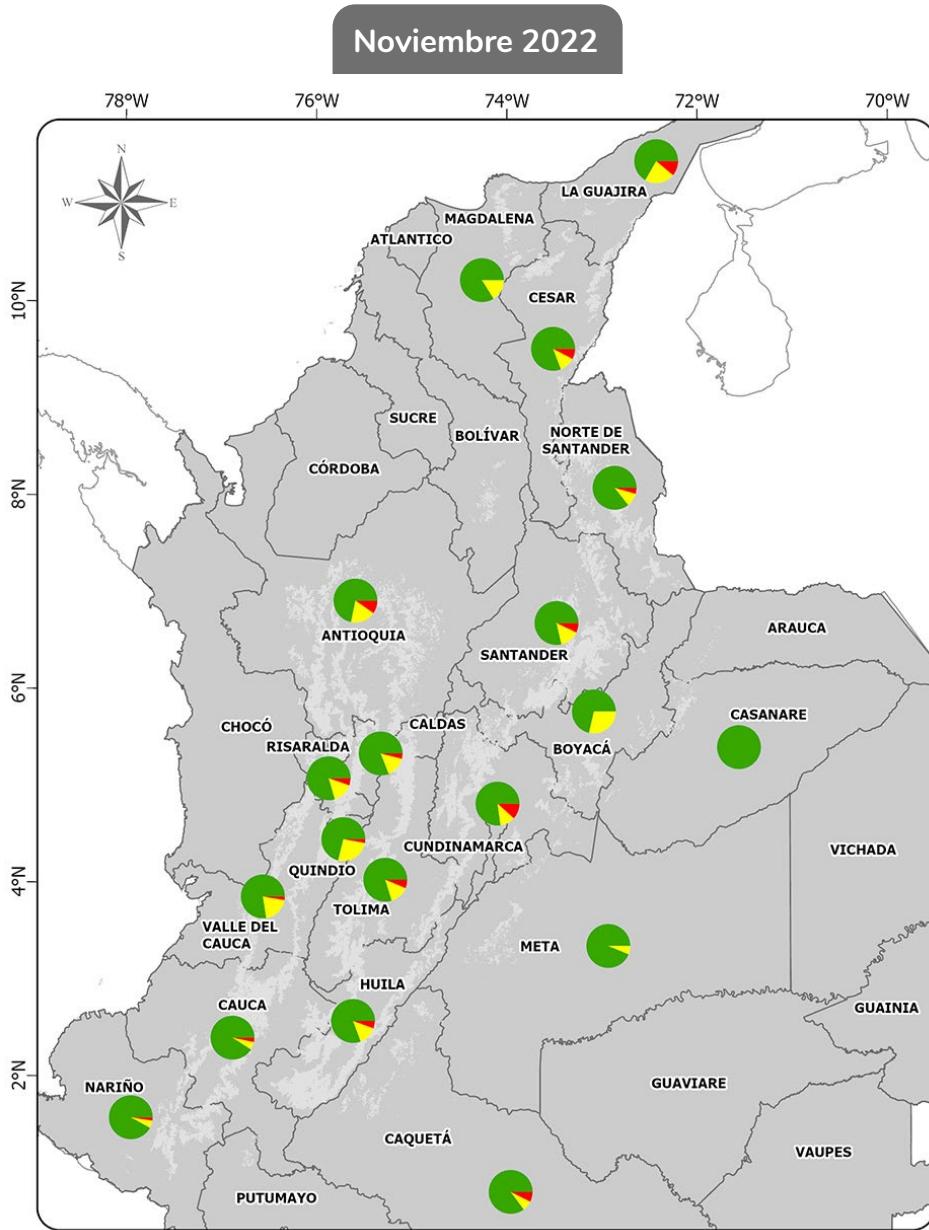 Noviembre 2022
78°W
76°W
74°W
72°W
70°W
N
W
E
S
LA GUAJIRA
MAGDALENA
ATLANTICO
10°N
CESAR
SUCRE
BOLÍVAR
NORTE DE
SANTANDER
CÓRDOBA
8°N
ANTIOQUIA
SANTANDER
ARAUCA
6°N
CHOCÓ
CALDAS
CASANARE
RISARALDA
BOYACÁ
CUNDINAMARCA
VICHADA
QUINDIO
4°N
TOLIMA
VALLE DEL
CAUCA
META
HUILA
CAUCA
GUAINIA
2°N
NARIÑO
GUAVIARE
CAQUETÁ
VAUPES
PUTUMAYO